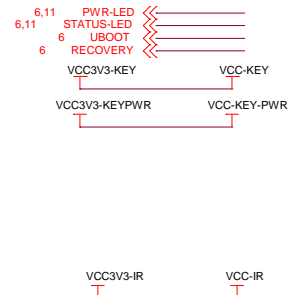 6,11 PWR-LED
6,11 STATUS-LED
6 UBOOT
6 RECOVERY
VCC3V3-KEY VCC-KEY
VCC3V3-KEYPWR VCC-KEY-PWR
VCC3V3-IR VCC-IR